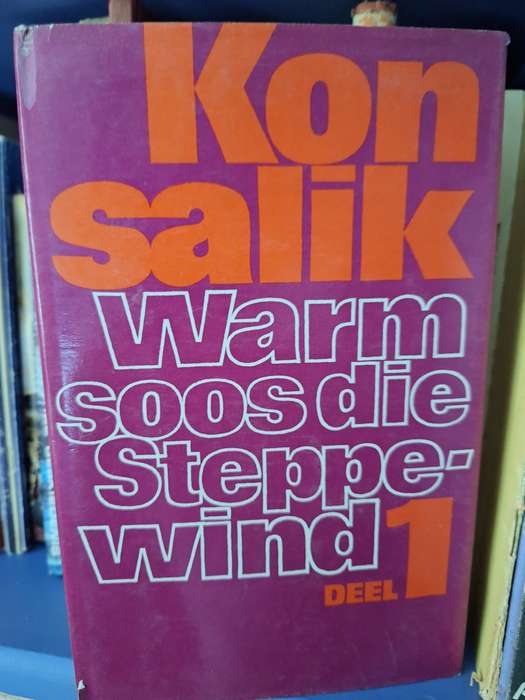 Kon
salik
Warm
soos die
Steppe-
wind 1
DEEL